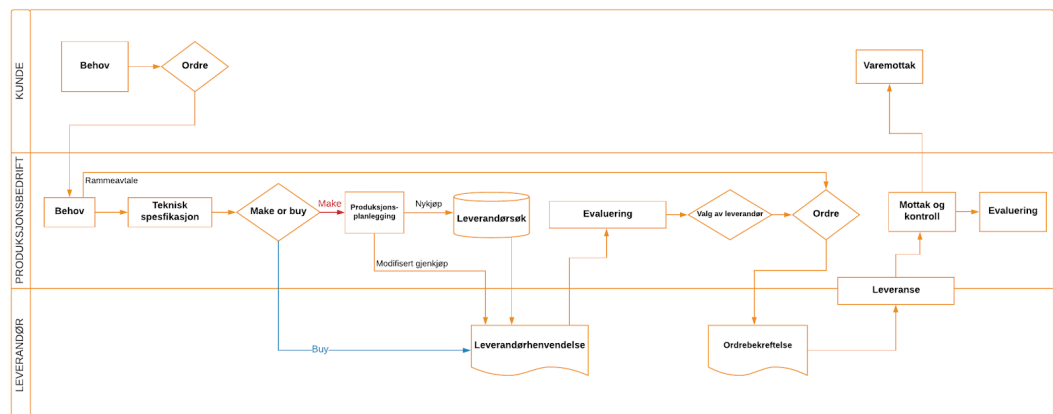 KUNDE
Behov
Ordre
Varemottak
PRODUKSJONSBEDRIFT
Rammeavtale
Behov
Teknisk
spesfikasjon
Make or buy
Make
Produksjons-
planlegging
Nykjøp
Leverandørsøk
Modifisert gjenkjøp
Evaluering
Valg av leverandør
Ordre
Mottak og
kontroll
Evaluering
Leveranse
LEVERANDØR
Buy
Leverandørhenvendelse
Ordrebekreftelse